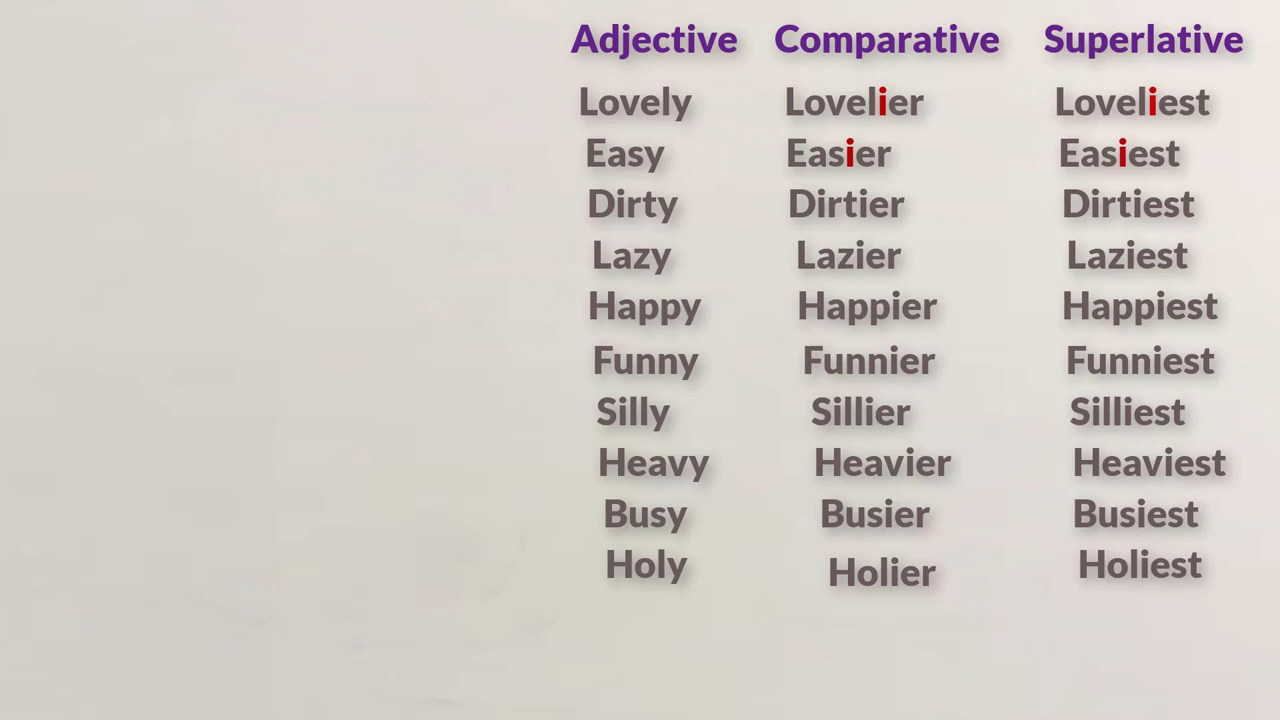 Adjective Comparative Superlative
Lovely Lovelier Loveliest
Easy Easier Easiest
Dirty Dirtier Dirtiest
Lazy Lazier Laziest
Happy Happier Happiest
Funny Funnier Funniest
Silly Sillier Silliest
Heavy Heavier Heaviest
Busy Busier Busiest
Holy Holier Holiest